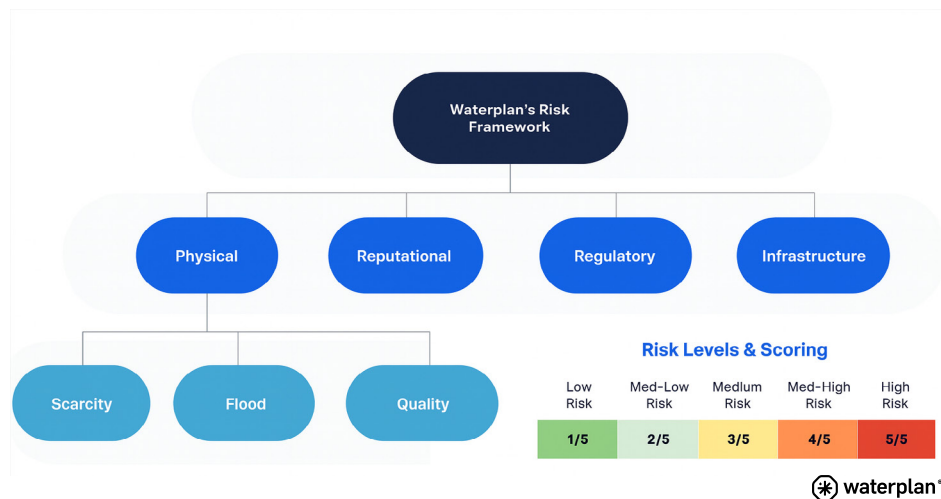 Waterplan's Risk
Framework
Physical
Reputational
Regulatory
Infrastructure
Scarcity
Flood
Quality
Risk Levels & Scoring
Low
Risk
Med-Low
Risk
Medlum
Risk
Med-High
Risk
High
Risk
1/5
2/5
3/5
4/5
5/5
waterplan®